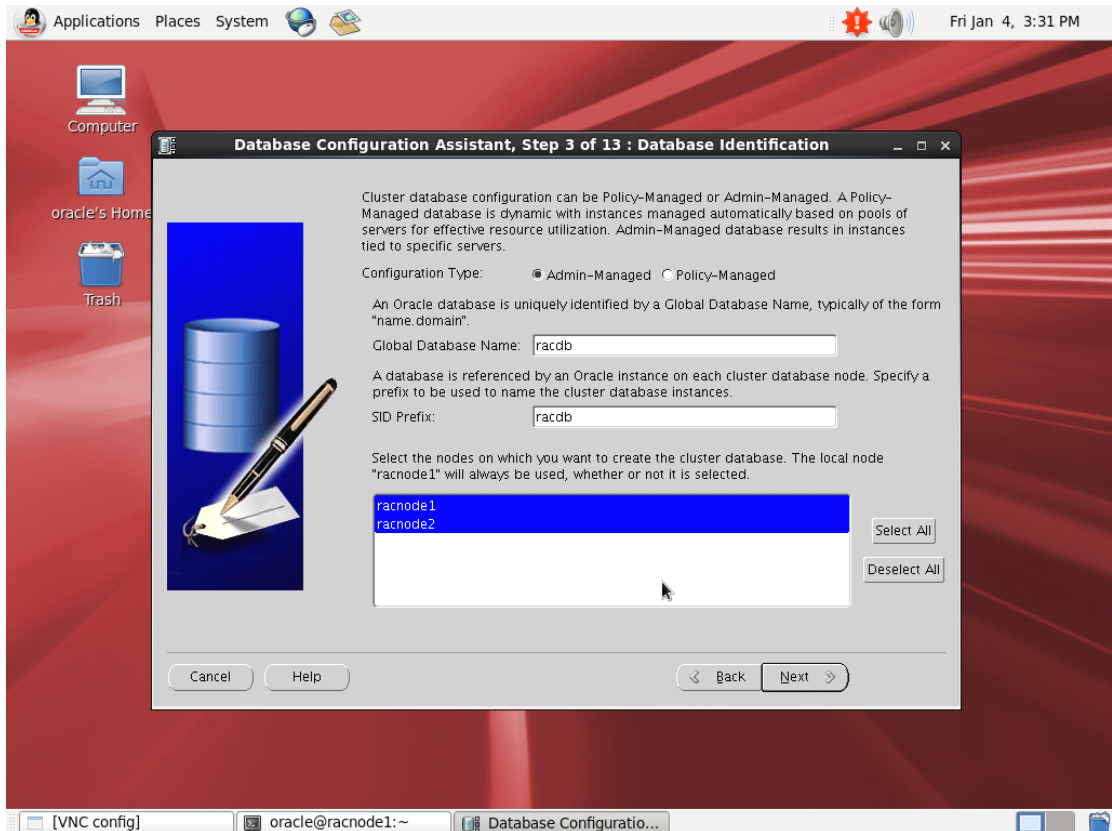 Applications Places System Fri Jan 4, 3:31 PM
Computer
oracle's Home
Trash
Database Configuration Assistant, Step 3 of 13 : Database Identification
Cluster database configuration can be Policy-Managed or Admin-Managed. A Policy-
Managed database is dynamic with instances managed automatically based on pools of
servers for effective resource utilization. Admin-Managed database results in instances
tied to specific servers.
Configuration Type: Admin-Managed Policy-Managed
An Oracle database is uniquely identified by a Global Database Name, typically of the form
"name.domain".
Global Database Name: racdb
A database is referenced by an Oracle instance on each cluster database node. Specify a
prefix to be used to name the cluster database instances.
SID Prefix: racdb
Select the nodes on which you want to create the cluster database. The local node
"racnode1" will always be used, whether or not it is selected.
racnode1
racnode2
Select All
Deselect All
Cancel Help Back Next
[VNC config] oracle@racnode1:~ Database Configuratio...